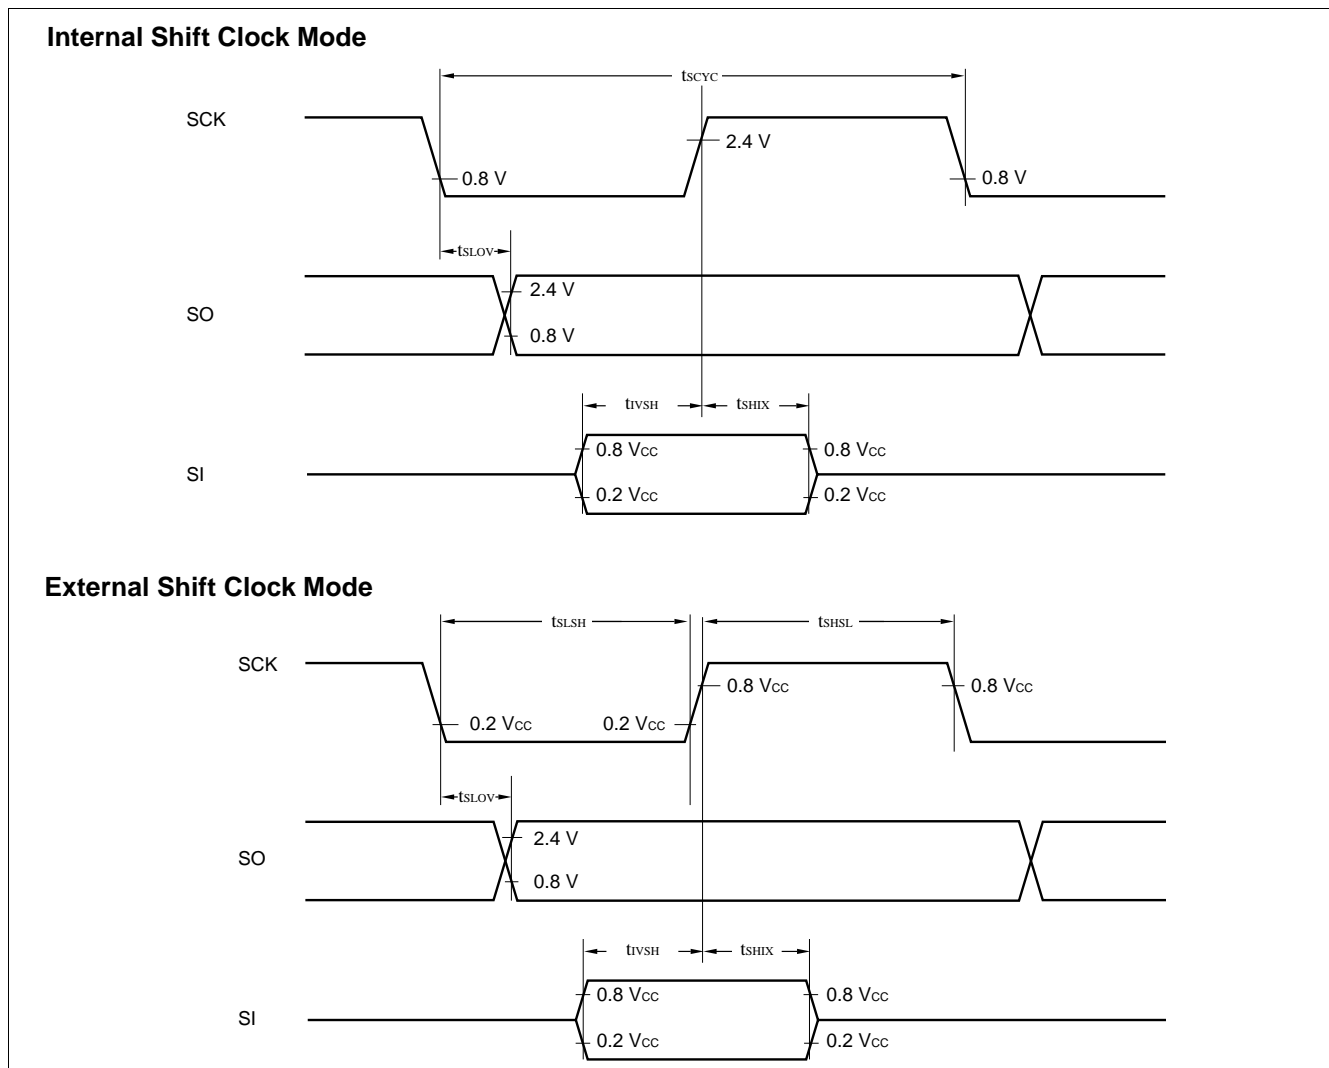 Internal Shift Clock Mode
tSCYC
SCK
2.4 V
0.8 V
0.8 V
tSLOV
2.4 V
SO
0.8 V
tIVSH
tSHIX
0.8 VCC
0.8 VCC
SI
0.2 VCC
0.2 VCC
External Shift Clock Mode
tSLSH
tSHSL
SCK
0.8 VCC
0.8 VCC
0.2 VCC
0.2 VCC
tSLOV
2.4 V
SO
0.8 V
tIVSH
tSHIX
0.8 VCC
0.8 VCC
SI
0.2 VCC
0.2 VCC